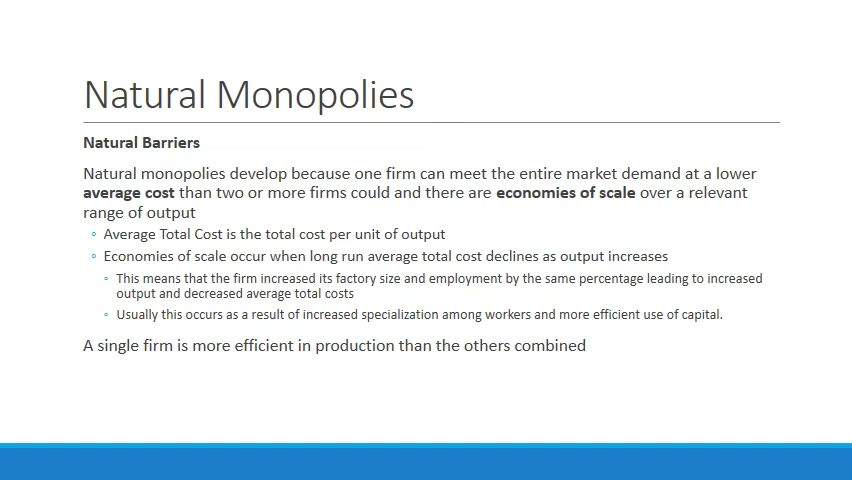 Natural Monopolies
Natural Barriers
Natural monopolies develop because one firm can meet the entire market demand at a lower
average cost than two or more firms could and there are economies of scale over a relevant
range of output
◦ Average Total Cost is the total cost per unit of output
◦ Economies of scale occur when long run average total cost declines as output increases
◦ This means that the firm increased its factory size and employment by the same percentage leading to increased
output and decreased average total costs
◦ Usually this occurs as a result of increased specialization among workers and more efficient use of capital.
A single firm is more efficient in production than the others combined